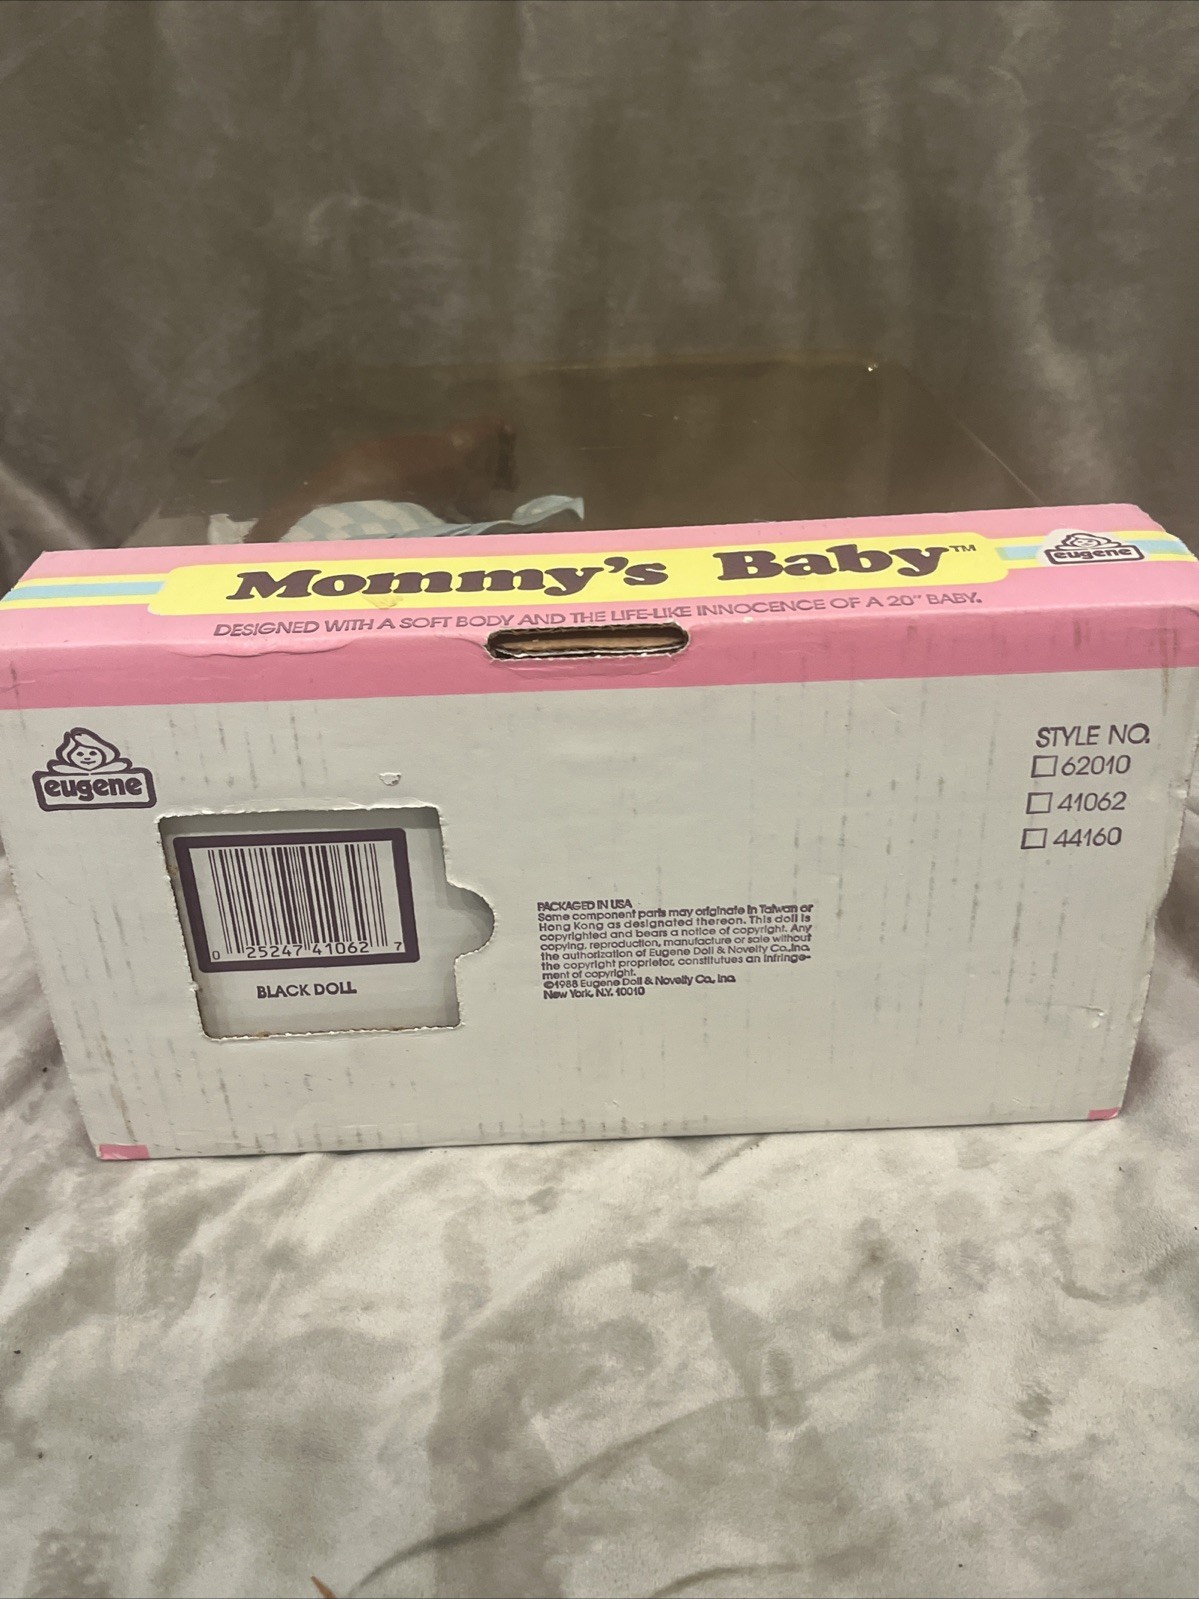 Mommy's Baby™
eugene
DESIGNED WITH A SOFT BODY AND THE LIFE-LIKE INNOCENCE OF A 20" BABY.
eugene
STYLE NO.
62010
41062
44160
0 25247 41062 7
BLACK DOLL
PACKAGED IN USA
Some component parts may originate in Taiwan or
Hong Kong as designated thereon. This doll is
copyrighted and bears a notice of copyright. Any
copying, reproduction, manufacture or sale without
the authorization of Eugene Doll & Novelty Co., Inc.
the copyright proprietor, constitutues an infringe-
ment of copyright.
©1988 Eugene Doll & Novelty Co., Inc.
New York, N.Y. 10010